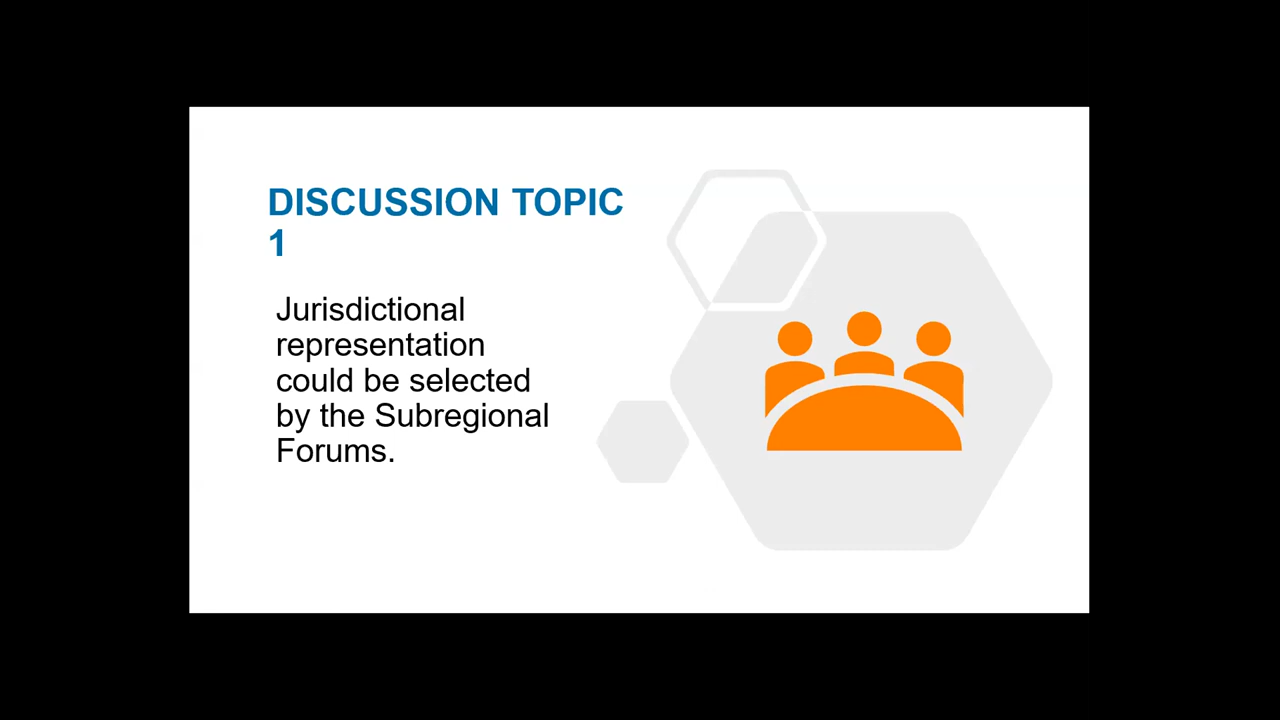 DISCUSSION TOPIC
1
Jurisdictional
representation
could be selected
by the Subregional
Forums.